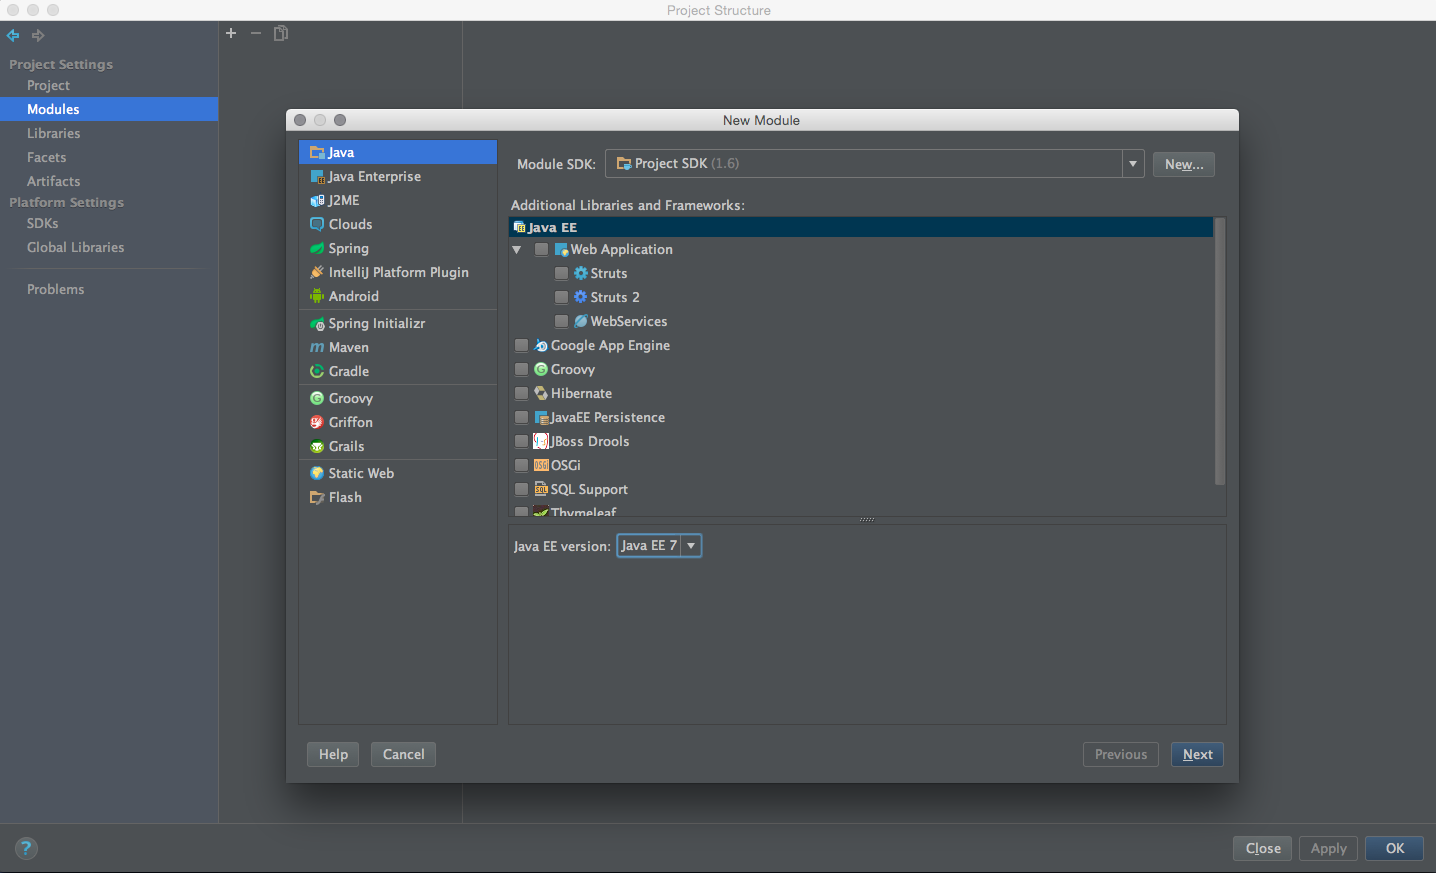 Project Structure
Project Settings
Project
Modules
Libraries
Facets
Artifacts
Platform Settings
SDKs
Global Libraries
Problems
New Module
Java
Java Enterprise
J2ME
Clouds
Spring
IntelliJ Platform Plugin
Android
Spring Initializr
Maven
Gradle
Groovy
Griffon
Grails
Static Web
Flash
Module SDK: Project SDK (1.6) New...
Additional Libraries and Frameworks:
Java EE
Web Application
Struts
Struts 2
WebServices
Google App Engine
Groovy
Hibernate
JavaEE Persistence
JBoss Drools
OSGi
SQL Support
Thymeleaf
Java EE version: Java EE 7
Help Cancel Previous Next
? Close Apply OK